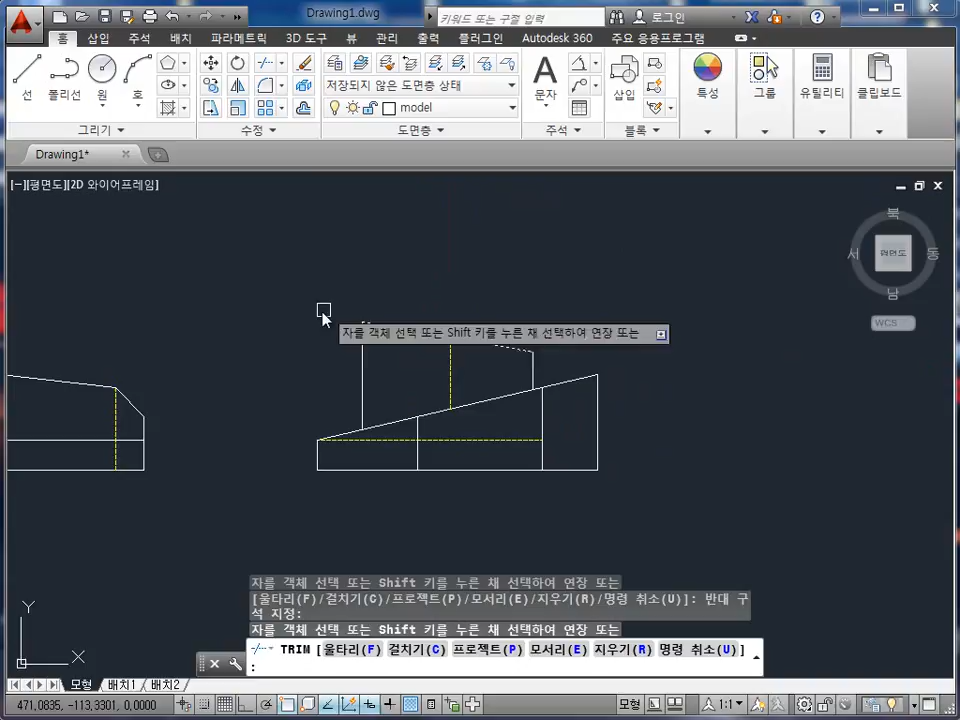 Drawing1.dwg
키워드 또는 구절 입력
로그인
홈 삽입 주석 배치 파라메트릭 3D 도구 뷰 관리 출력 플러그인 Autodesk 360 주요 응용프로그램
저장되지 않은 도면층 상태
model
선 폴리선 원 호 문자 삽입 특성 그룹 유틸리티 클립보드
그리기 수정 도면층 주석 블록
Drawing1*
[−][평면도][2D 와이어프레임]
북
서 평면도 동
남
WCS
자를 객체 선택 또는 Shift 키를 누른 채 선택하여 연장 또는
자를 객체 선택 또는 Shift 키를 누른 채 선택하여 연장 또는
[울타리(F)/걸치기(C)/프로젝트(P)/모서리(E)/지우기(R)/명령 취소(U)]: 반대 구
석 지정:
자를 객체 선택 또는 Shift 키를 누른 채 선택하여 연장 또는
TRIM [울타리(F) 걸치기(C) 프로젝트(P) 모서리(E) 지우기(R) 명령 취소(U)]
:
Y
X
모형 배치1 배치2
471,0835, -113,3301, 0,0000
모형
1:1